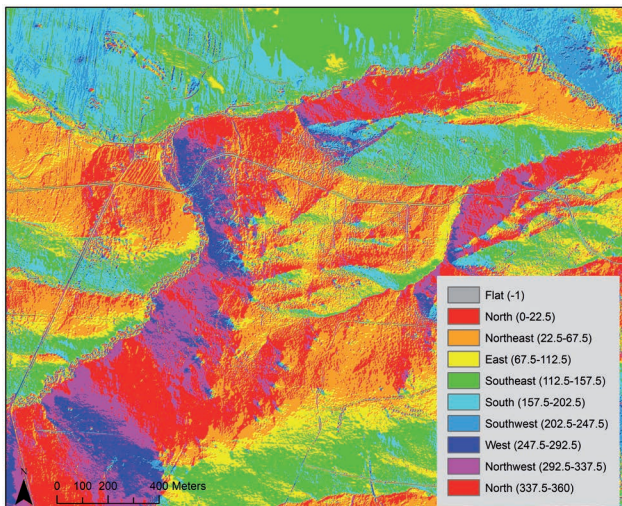 Flat (-1)
North (0-22.5)
Northeast (22.5-67.5)
East (67.5-112.5)
Southeast (112.5-157.5)
South (157.5-202.5)
Southwest (202.5-247.5)
West (247.5-292.5)
Northwest (292.5-337.5)
North (337.5-360)
N
0 100 200 400 Meters